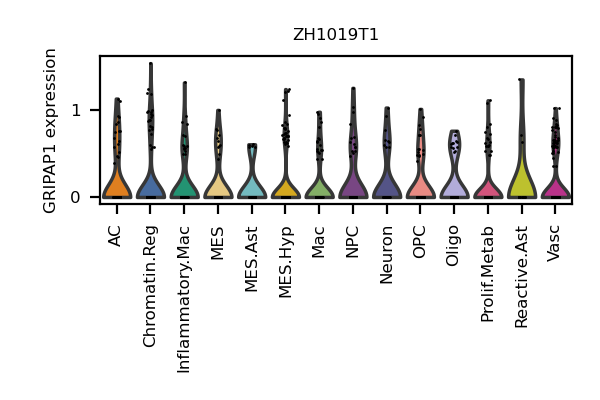 ZH1019T1
GRIPAP1 expression
1
0
AC
Chromatin.Reg
Inflammatory.Mac
MES
MES.Ast
MES.Hyp
Mac
NPC
Neuron
OPC
Oligo
Prolif.Metab
Reactive.Ast
Vasc